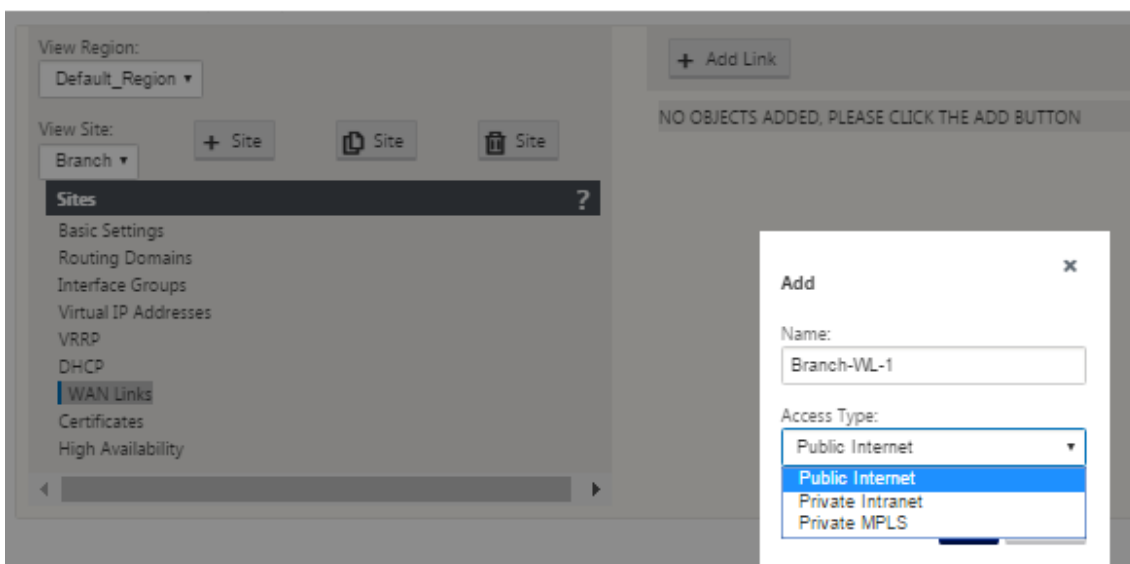 View Region:
Default_Region
View Site:
Branch
+ Site
Site
Site
Sites ?
Basic Settings
Routing Domains
Interface Groups
Virtual IP Addresses
VRRP
DHCP
WAN Links
Certificates
High Availability
+ Add Link
NO OBJECTS ADDED, PLEASE CLICK THE ADD BUTTON
Add
Name:
Branch-WL-1
Access Type:
Public Internet
Public Internet
Private Intranet
Private MPLS